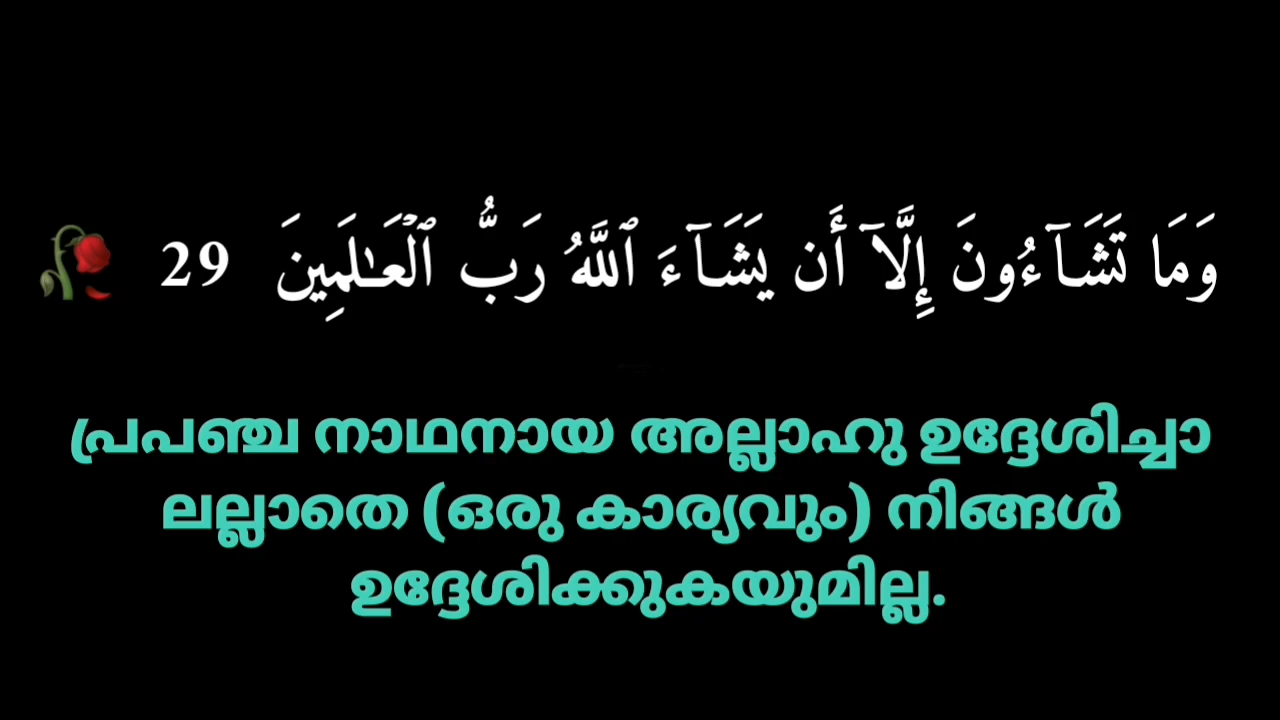 وَمَا تَشَآءُونَ إِلَّآ أَن يَشَآءَ ٱللَّهُ رَبُّ ٱلْعَـٰلَمِينَ 29
പ്രപഞ്ച നാഥനായ അല്ലാഹു ഉദ്ദേശിച്ചാ
ലല്ലാതെ (ഒരു കാര്യവും) നിങ്ങൾ
ഉദ്ദേശിക്കുകയുമില്ല.